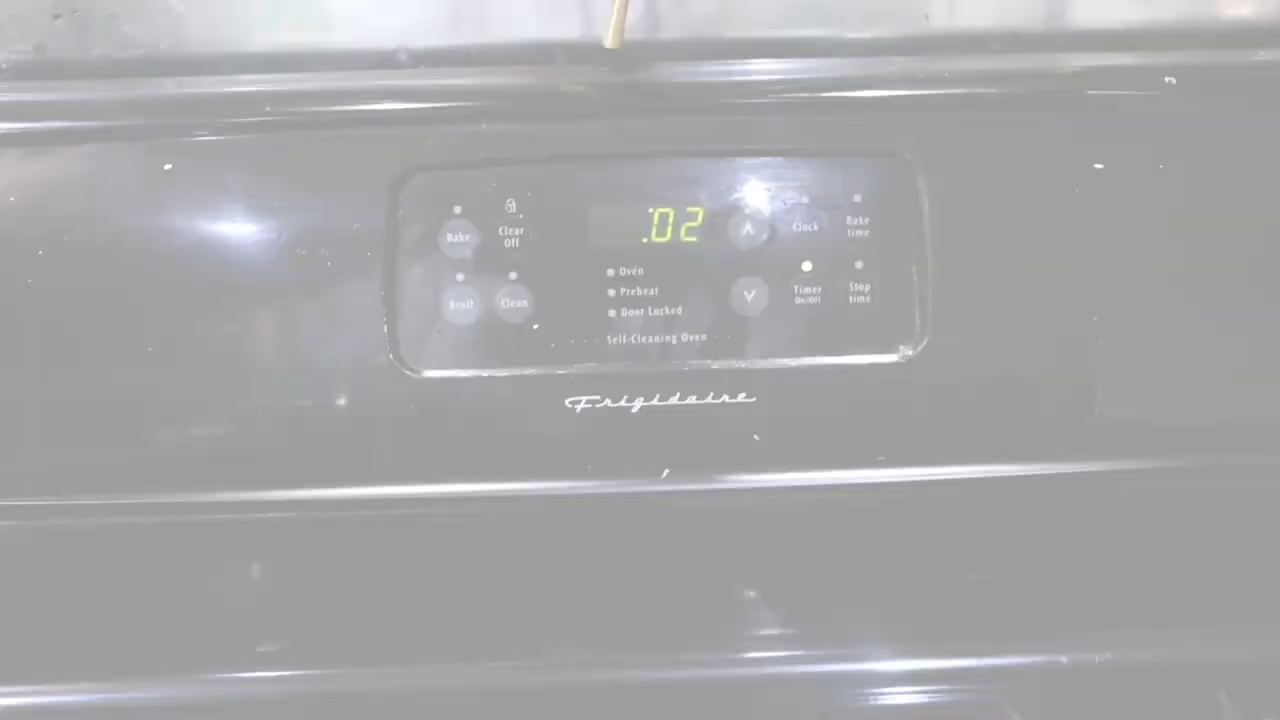 Bake
Clear
Off
:02
Clock
Bake
time
Broil
Clean
Oven
Preheat
Door Locked
Self-Cleaning Oven
Timer
On/Off
Stop
time
Frigidaire